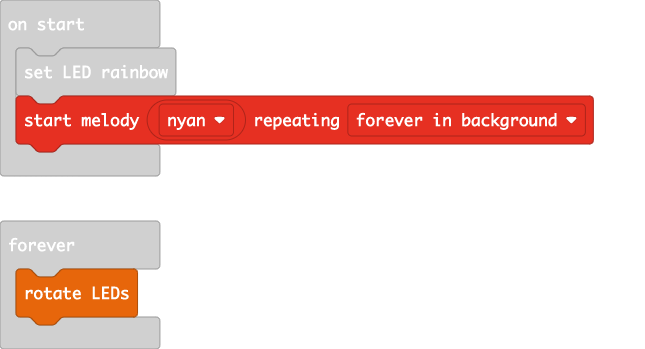 on start
set LED rainbow
start melody nyan repeating forever in background
forever
rotate LEDs